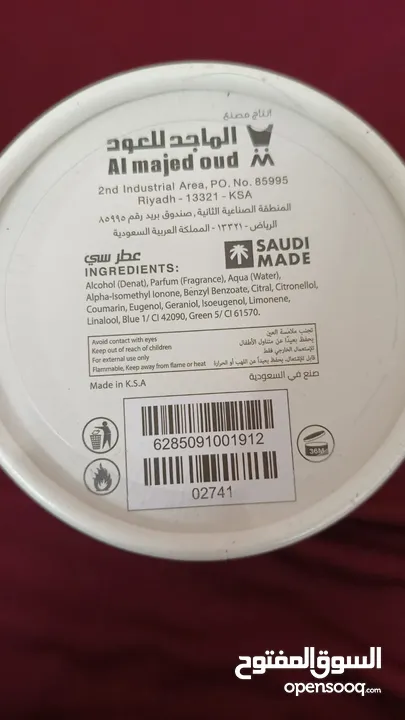 انتاج مصنع
الماجد للعود
Al majed oud
2nd Industrial Area, P.O. No. 85995
Riyadh - 13321 - KSA
المنطقة الصناعية الثانية, صندوق بريد رقم ٨٥٩٩٥
الرياض - ١٣٣٢١ - المملكة العربية السعودية
عطر سي
SAUDI
MADE
INGREDIENTS:
Alcohol (Denat), Parfum (Fragrance), Aqua (Water),
Alpha-Isomethyl Ionone, Benzyl Benzoate, Citral, Citronellol,
Coumarin, Eugenol, Geraniol, Isoeugenol, Limonene,
Linalool, Blue 1/ CI 42090, Green 5/ CI 61570.
Avoid contact with eyes
Keep out of reach of children
For external use only
Flammable, Keep away from flame or heat
تجنب ملامسة العين
يحفظ بعيداً عن متناول الأطفال
للإستعمال الخارجي فقط
قابل للإشتعال، يحفظ بعيداً عن اللهب أو الحرارة
Made in K.S.A
صنع في السعودية
6285091001912
02741
36M
السوق المفتوح
opensooq.com